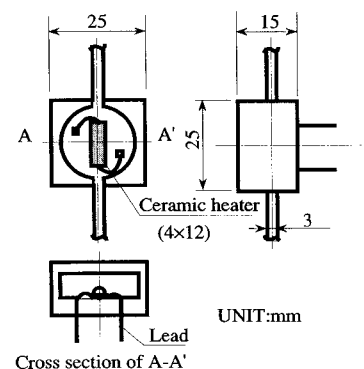 25
15
A
A'
25
Ceramic heater
(4×12)
3
UNIT:mm
Lead
Cross section of A-A'